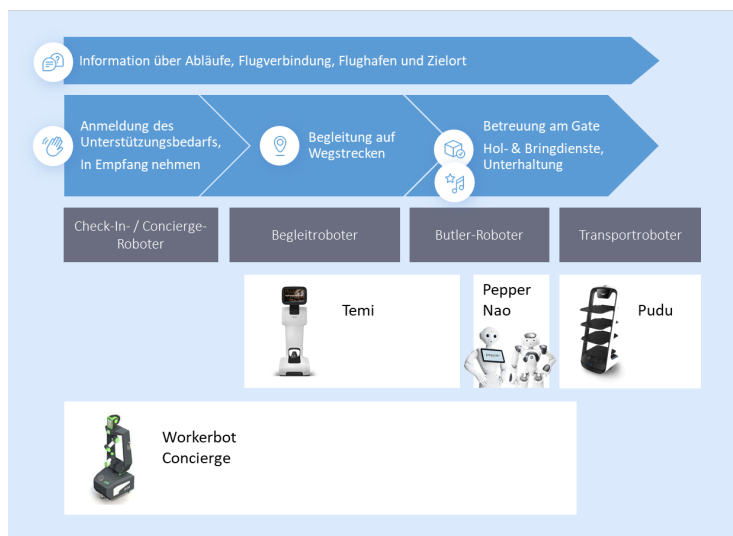 Information über Abläufe, Flugverbindung, Flughafen und Zielort
Anmeldung des
Unterstützungsbedarfs,
In Empfang nehmen
Begleitung auf
Wegstrecken
Betreuung am Gate
Hol- & Bringdienste,
Unterhaltung
Check-In- / Concierge-
Roboter
Begleitroboter
Butler-Roboter
Transportroboter
Temi
Pepper
Nao
pepper
Pudu
Workerbot
Concierge